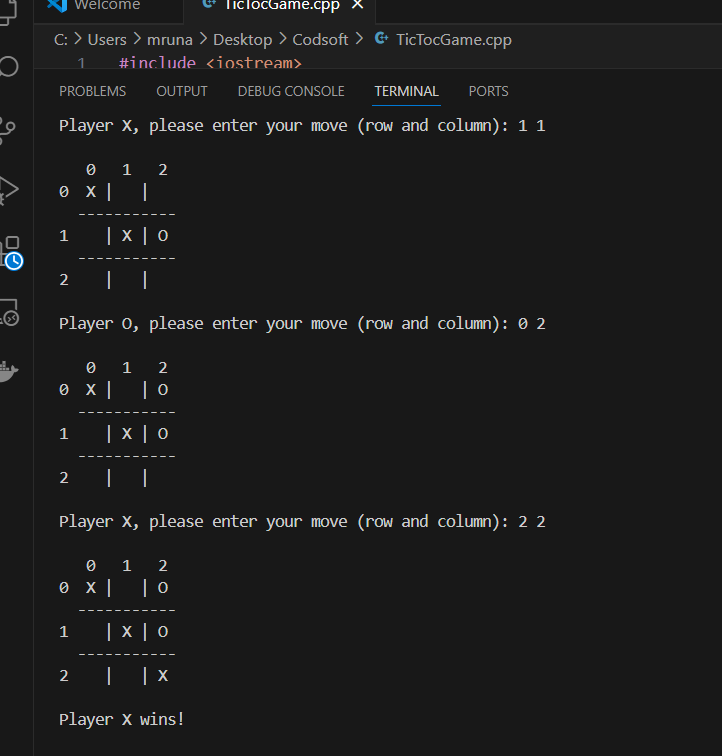 Welcome TicTocGame.cpp
C: > Users > mruna > Desktop > Codsoft > TicTocGame.cpp
1 #include <iostream>
PROBLEMS OUTPUT DEBUG CONSOLE TERMINAL PORTS
Player X, please enter your move (row and column): 1 1
0 1 2
0 X | |
-----------
1 | X | O
-----------
2 | |
Player O, please enter your move (row and column): 0 2
0 1 2
0 X | | O
-----------
1 | X | O
-----------
2 | |
Player X, please enter your move (row and column): 2 2
0 1 2
0 X | | O
-----------
1 | X | O
-----------
2 | | X
Player X wins!